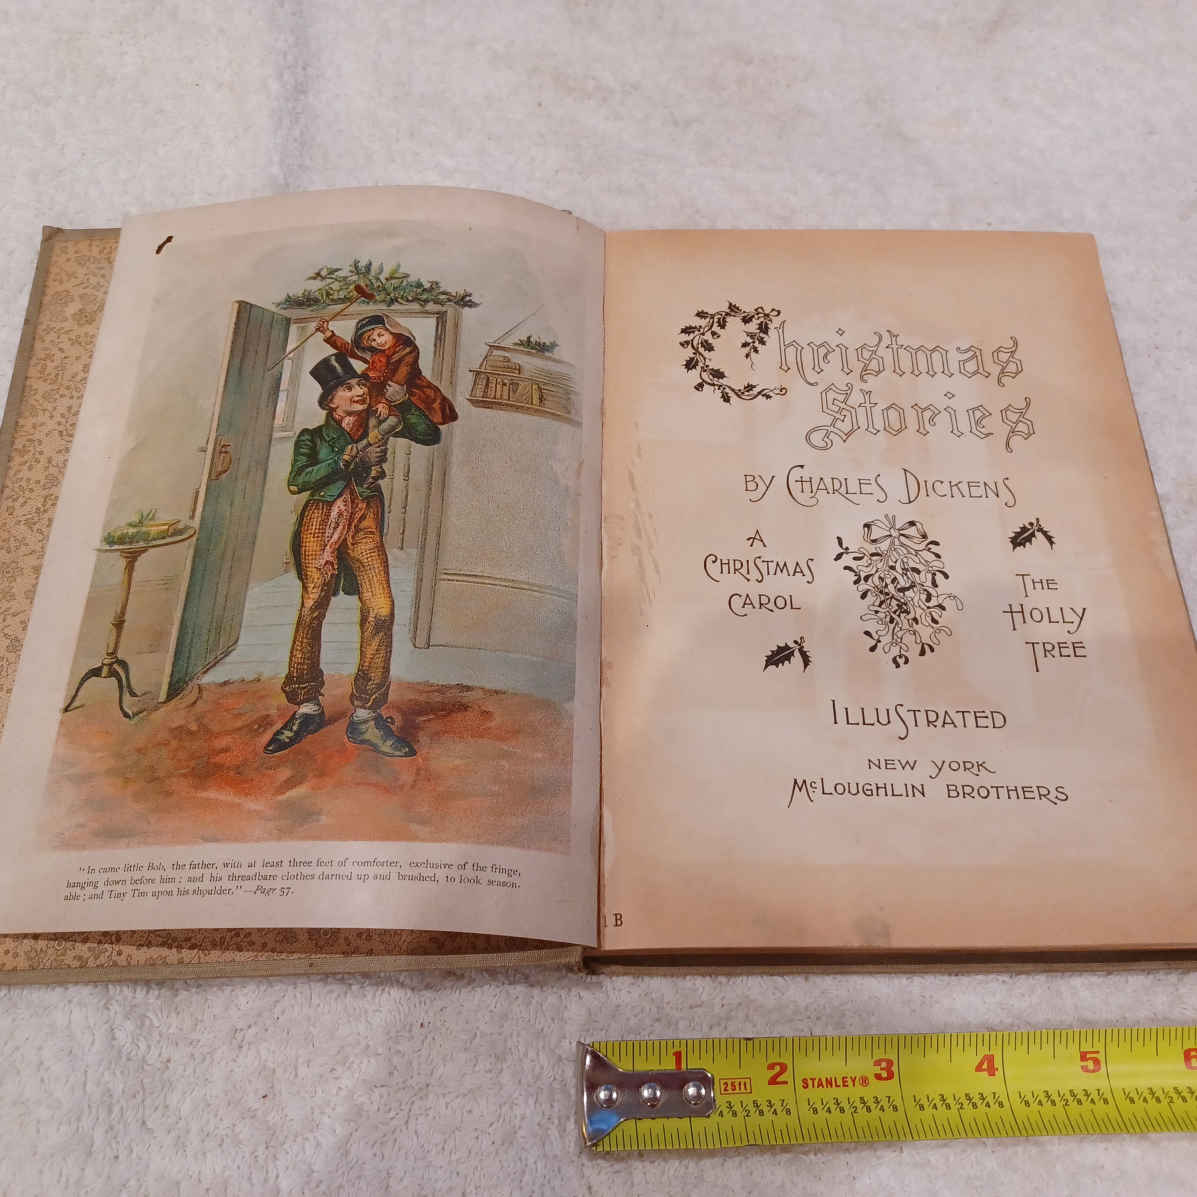 "In came little Bob, the father, with at least three feet of comforter, exclusive of the fringe,
hanging down before him; and his threadbare clothes darned up and brushed, to look season.
able; and Tiny Tim upon his shoulder."—Page 57.
Christmas
Stories
BY CHARLES DICKENS
A
CHRISTMAS
CAROL
THE
HOLLY
TREE
ILLUSTRATED
NEW YORK
McLOUGHLIN BROTHERS
1 B
1 2 3 4 5 6
25ft STANLEY®